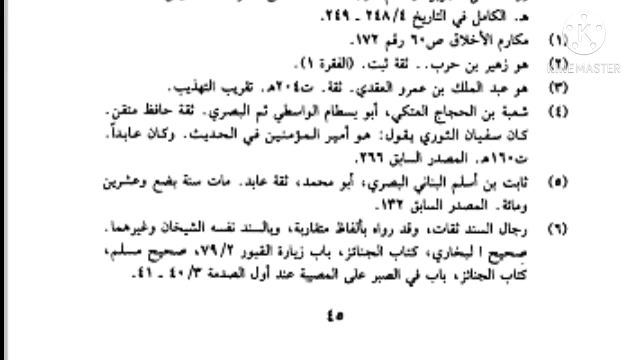 هـ. الكامل في التاريخ ٢٤٨/٤ ـ ٢٤٩.
(١) مكارم الأخلاق ص٦٠ رقم ١٧٢.
(٢) هو زهير بن حرب.. ثقة ثبت. (الفقرة ١).
(٣) هو عبد الملك بن عمرو العقدي. ثقة. ت٢٠٤هـ. تقريب التهذيب.
(٤) شعبة بن الحجاج العتكي، أبو بسطام الواسطي ثم البصري. ثقة حافظ متقن.
كان سفيان الثوري يقول: هو أمير المؤمنين في الحديث. وكان عابداً.
ت١٦٠هـ. المصدر السابق ٢٦٦.
(٥) ثابت بن أسلم البناني البصري، أبو محمد، ثقة عابد. مات سنة بضع وعشرين
ومائة. المصدر السابق ١٣٢.
(٦) رجال السند ثقات، وقد رواه بألفاظ متقاربة، وبالسند نفسه الشيخان وغيرهما.
صحيح البخاري، كتاب الجنائز، باب زيارة القبور ٧٩/٢، صحيح مسلم،
كتاب الجنائز، باب في الصبر على المصيبة عند أول الصدمة ٤٠/٣ ـ ٤١.
٤٥
KINEMASTER